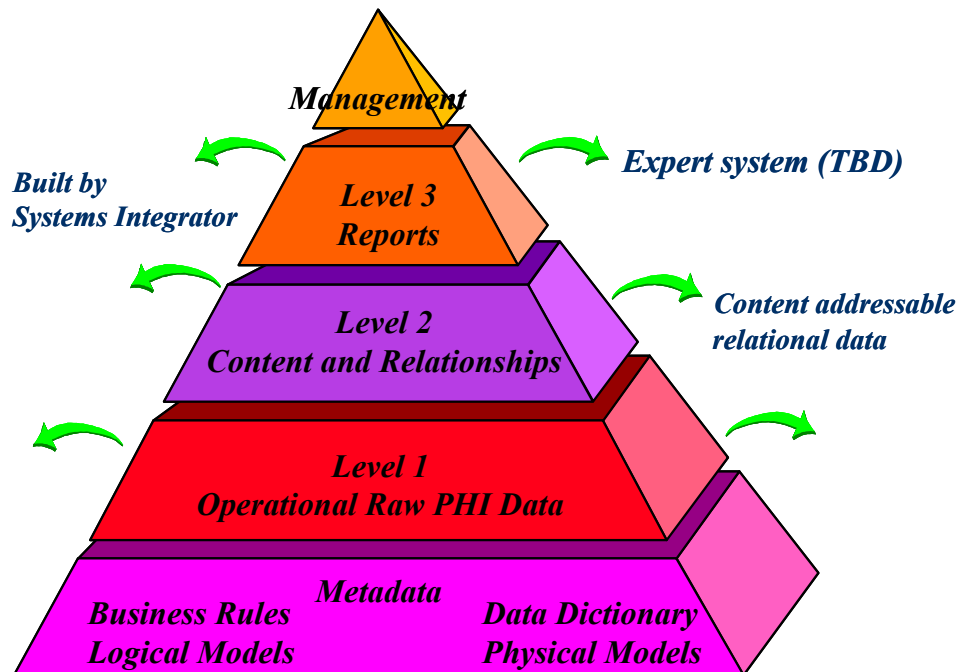 Management
Expert system (TBD)
Built by
Systems Integrator
Level 3
Reports
Level 2
Content and Relationships
Content addressable
relational data
Level 1
Operational Raw PHI Data
Metadata
Business Rules
Logical Models
Data Dictionary
Physical Models